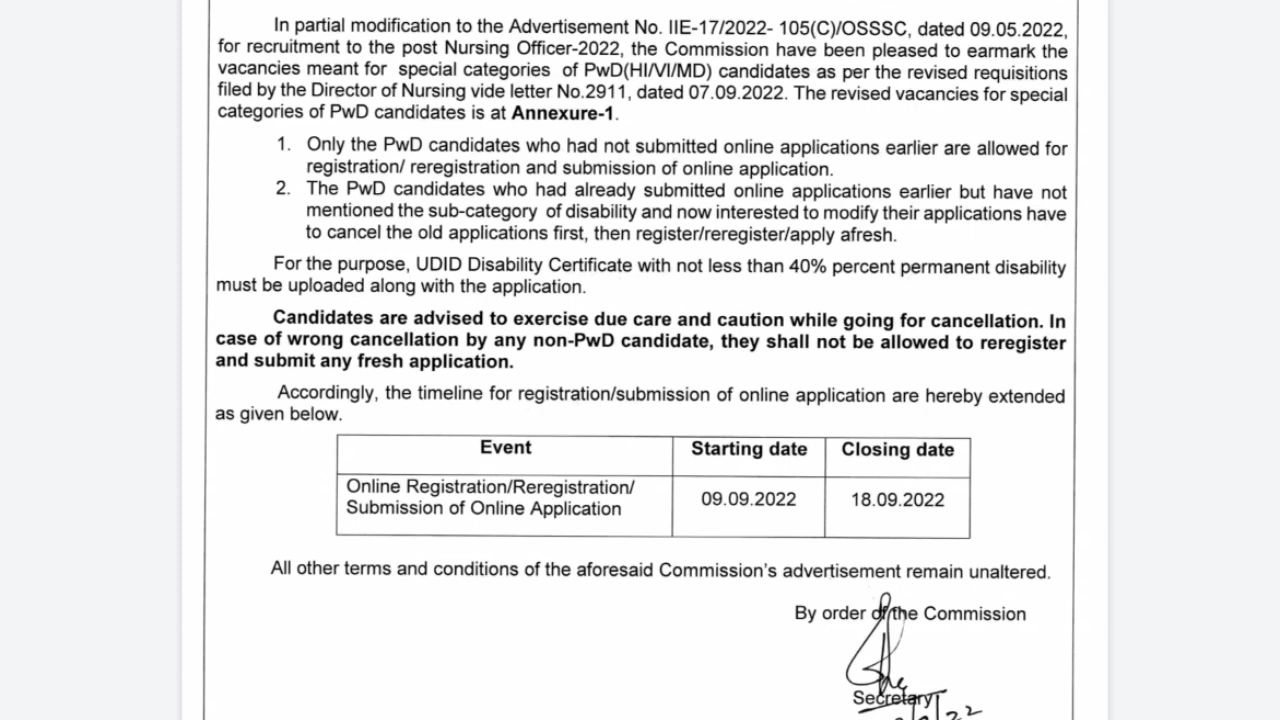 In partial modification to the Advertisement No. IIE-17/2022- 105(C)/OSSSC, dated 09.05.2022,
for recruitment to the post Nursing Officer-2022, the Commission have been pleased to earmark the
vacancies meant for special categories of PwD(HI/VI/MD) candidates as per the revised requisitions
filed by the Director of Nursing vide letter No.2911, dated 07.09.2022. The revised vacancies for special
categories of PwD candidates is at Annexure-1.
1. Only the PwD candidates who had not submitted online applications earlier are allowed for
registration/ reregistration and submission of online application.
2. The PwD candidates who had already submitted online applications earlier but have not
mentioned the sub-category of disability and now interested to modify their applications have
to cancel the old applications first, then register/reregister/apply afresh.
For the purpose, UDID Disability Certificate with not less than 40% percent permanent disability
must be uploaded along with the application.
Candidates are advised to exercise due care and caution while going for cancellation. In
case of wrong cancellation by any non-PwD candidate, they shall not be allowed to reregister
and submit any fresh application.
Accordingly, the timeline for registration/submission of online application are hereby extended
as given below.
Event Starting date Closing date
Online Registration/Reregistration/
Submission of Online Application 09.09.2022 18.09.2022
All other terms and conditions of the aforesaid Commission's advertisement remain unaltered.
By order of the Commission
Secretary